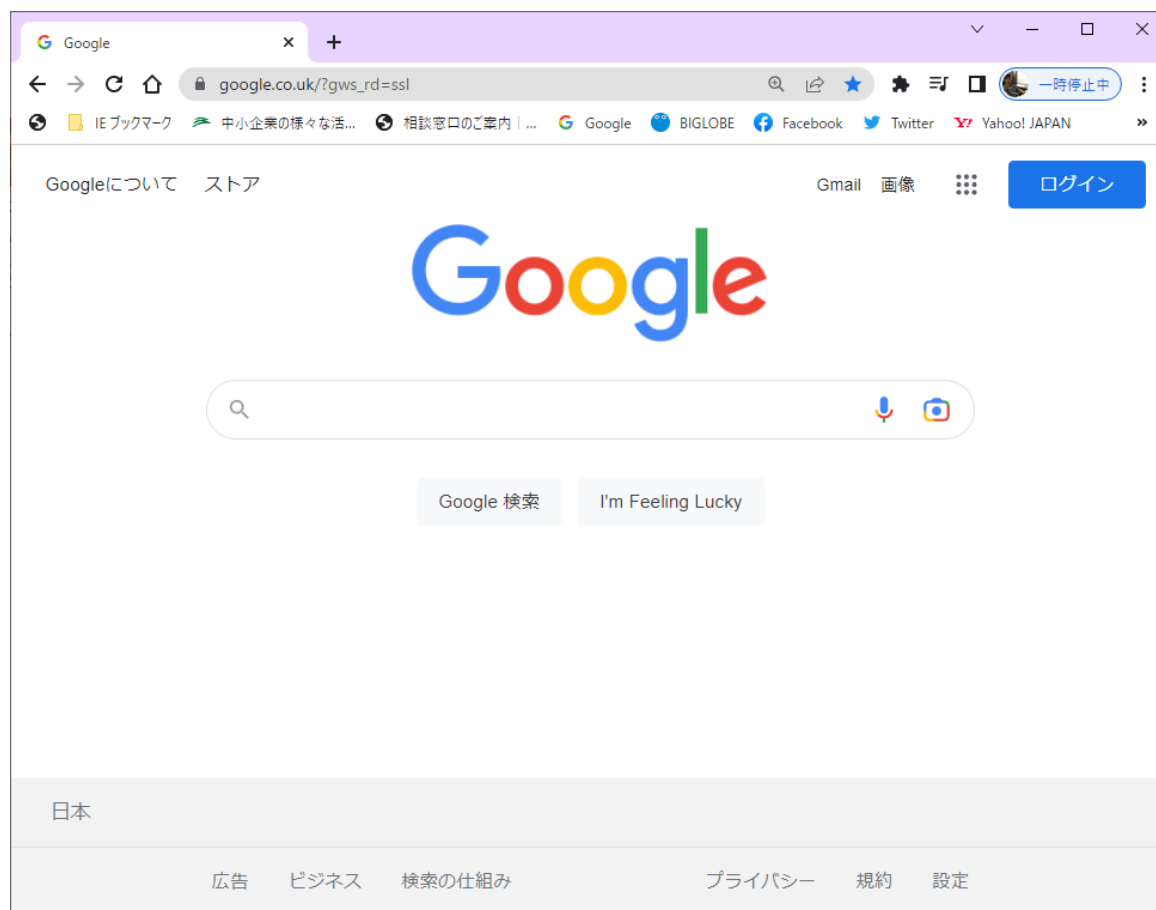 Google
google.co.uk/?gws_rd=ssl 一時停止中
IE ブックマーク 中小企業の様々な活... 相談窓口のご案内 | ... Google BIGLOBE Facebook Twitter Yahoo! JAPAN »
Googleについて ストア Gmail 画像 ログイン
Google
Google 検索 I'm Feeling Lucky
日本
広告 ビジネス 検索の仕組み プライバシー 規約 設定